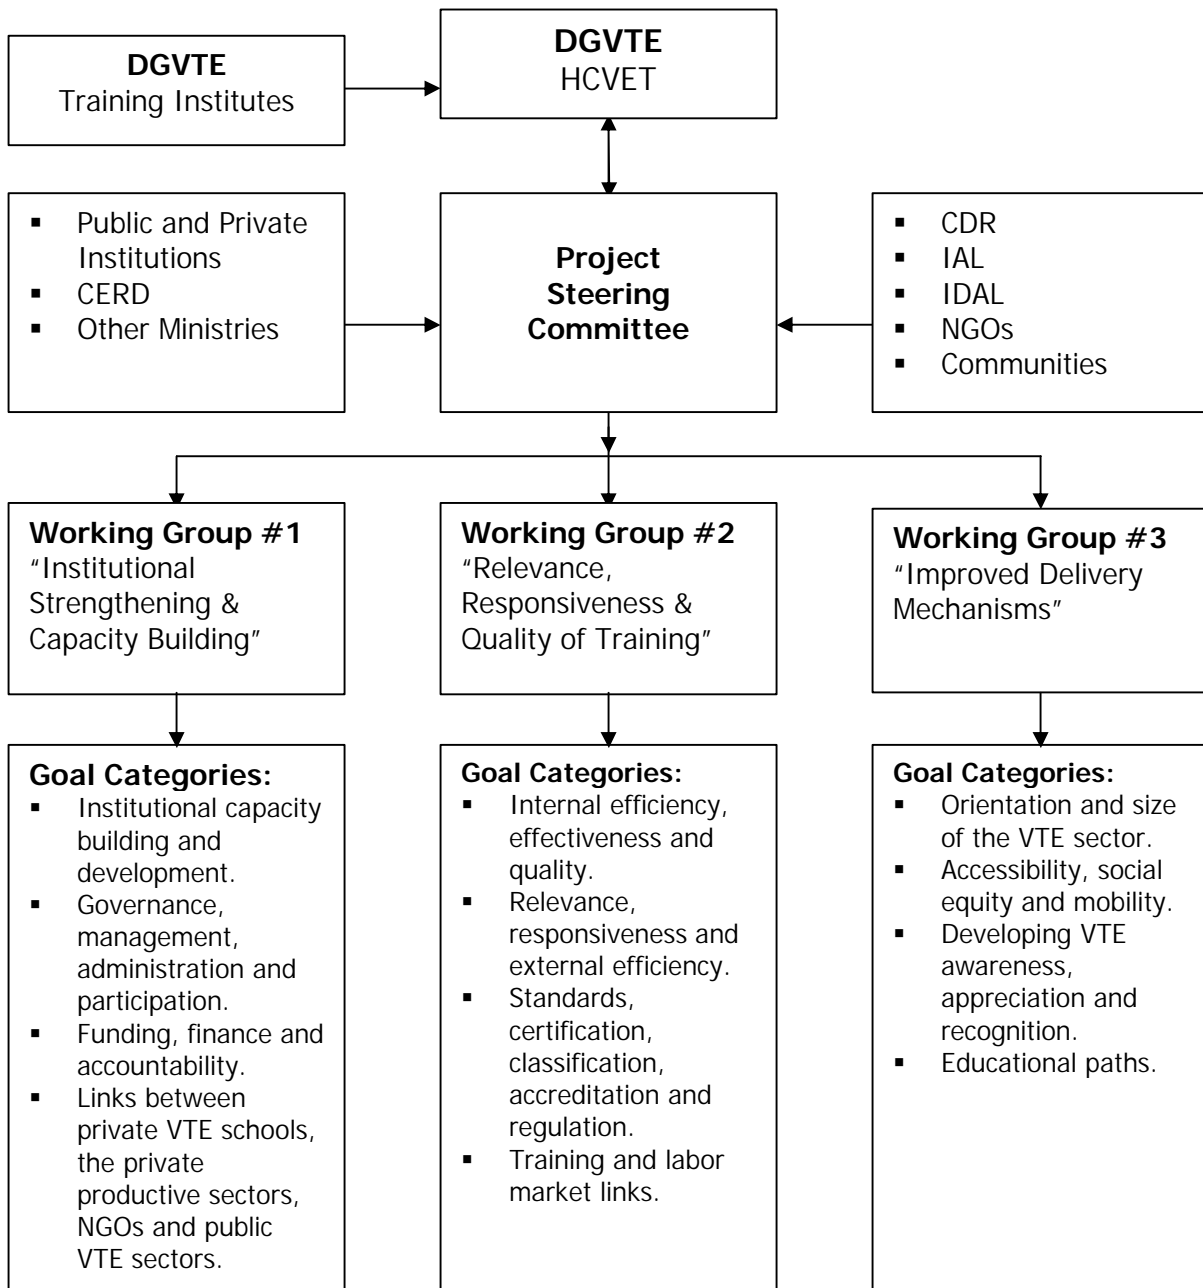 DGVTE
Training Institutes
DGVTE
HCVET
▪ Public and Private
Institutions
▪ CERD
▪ Other Ministries
Project
Steering
Committee
▪ CDR
▪ IAL
▪ IDAL
▪ NGOs
▪ Communities
Working Group #1
"Institutional
Strengthening &
Capacity Building"
Working Group #2
"Relevance,
Responsiveness &
Quality of Training"
Working Group #3
"Improved Delivery
Mechanisms"
Goal Categories:
▪ Institutional capacity
building and
development.
▪ Governance,
management,
administration and
participation.
▪ Funding, finance and
accountability.
▪ Links between
private VTE schools,
the private
productive sectors,
NGOs and public
VTE sectors.
Goal Categories:
▪ Internal efficiency,
effectiveness and
quality.
▪ Relevance,
responsiveness and
external efficiency.
▪ Standards,
certification,
classification,
accreditation and
regulation.
▪ Training and labor
market links.
Goal Categories:
▪ Orientation and size
of the VTE sector.
▪ Accessibility, social
equity and mobility.
▪ Developing VTE
awareness,
appreciation and
recognition.
▪ Educational paths.